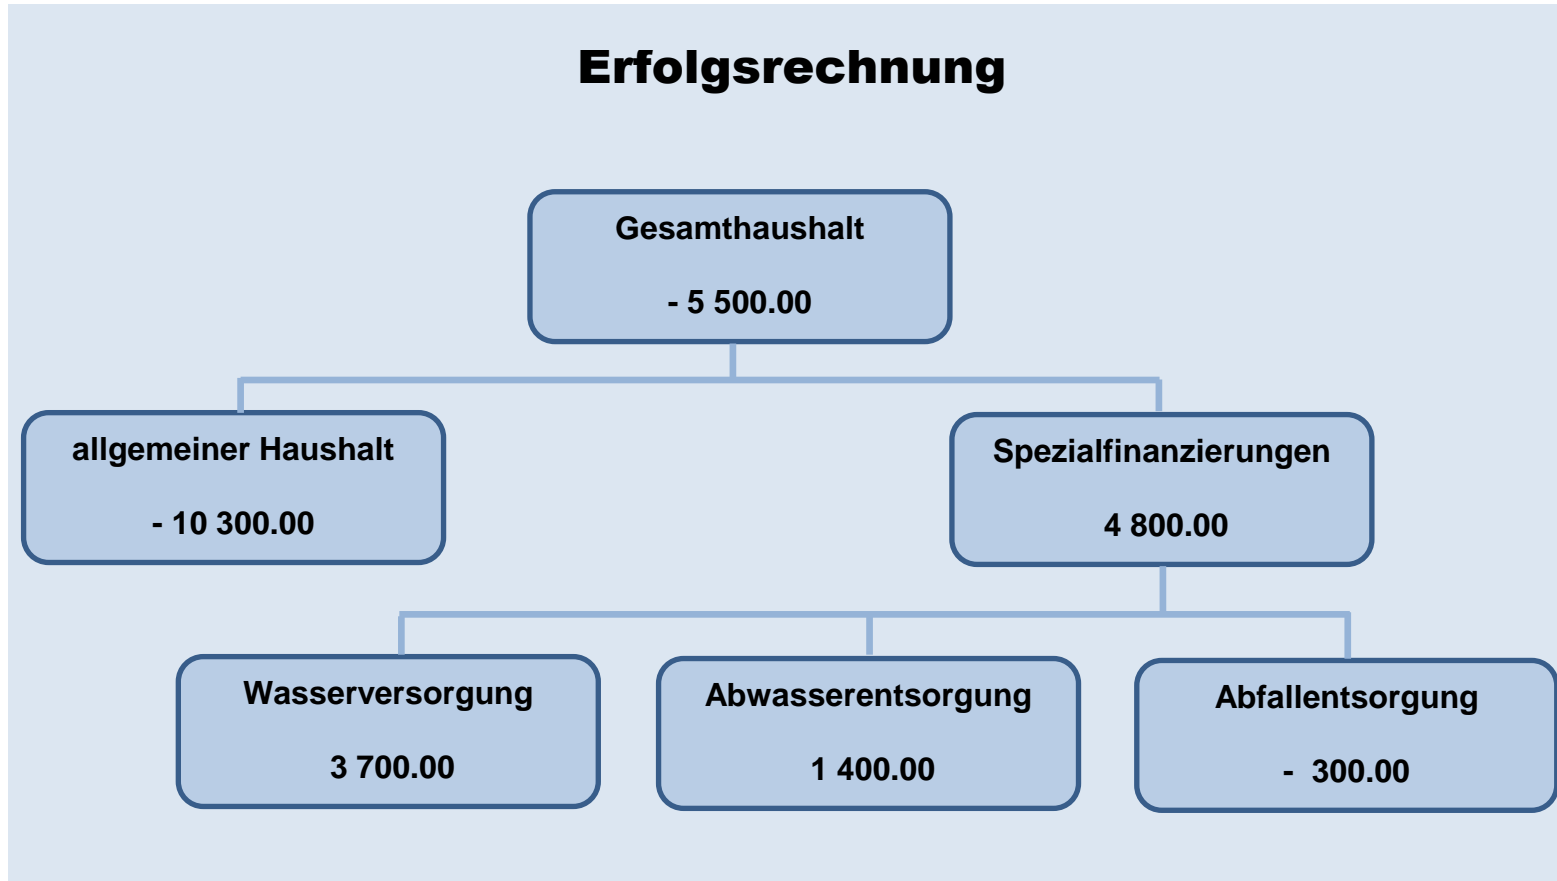 Erfolgsrechnung
Gesamthaushalt
- 5 500.00
allgemeiner Haushalt
- 10 300.00
Spezialfinanzierungen
4 800.00
Wasserversorgung
3 700.00
Abwasserentsorgung
1 400.00
Abfallentsorgung
-  300.00